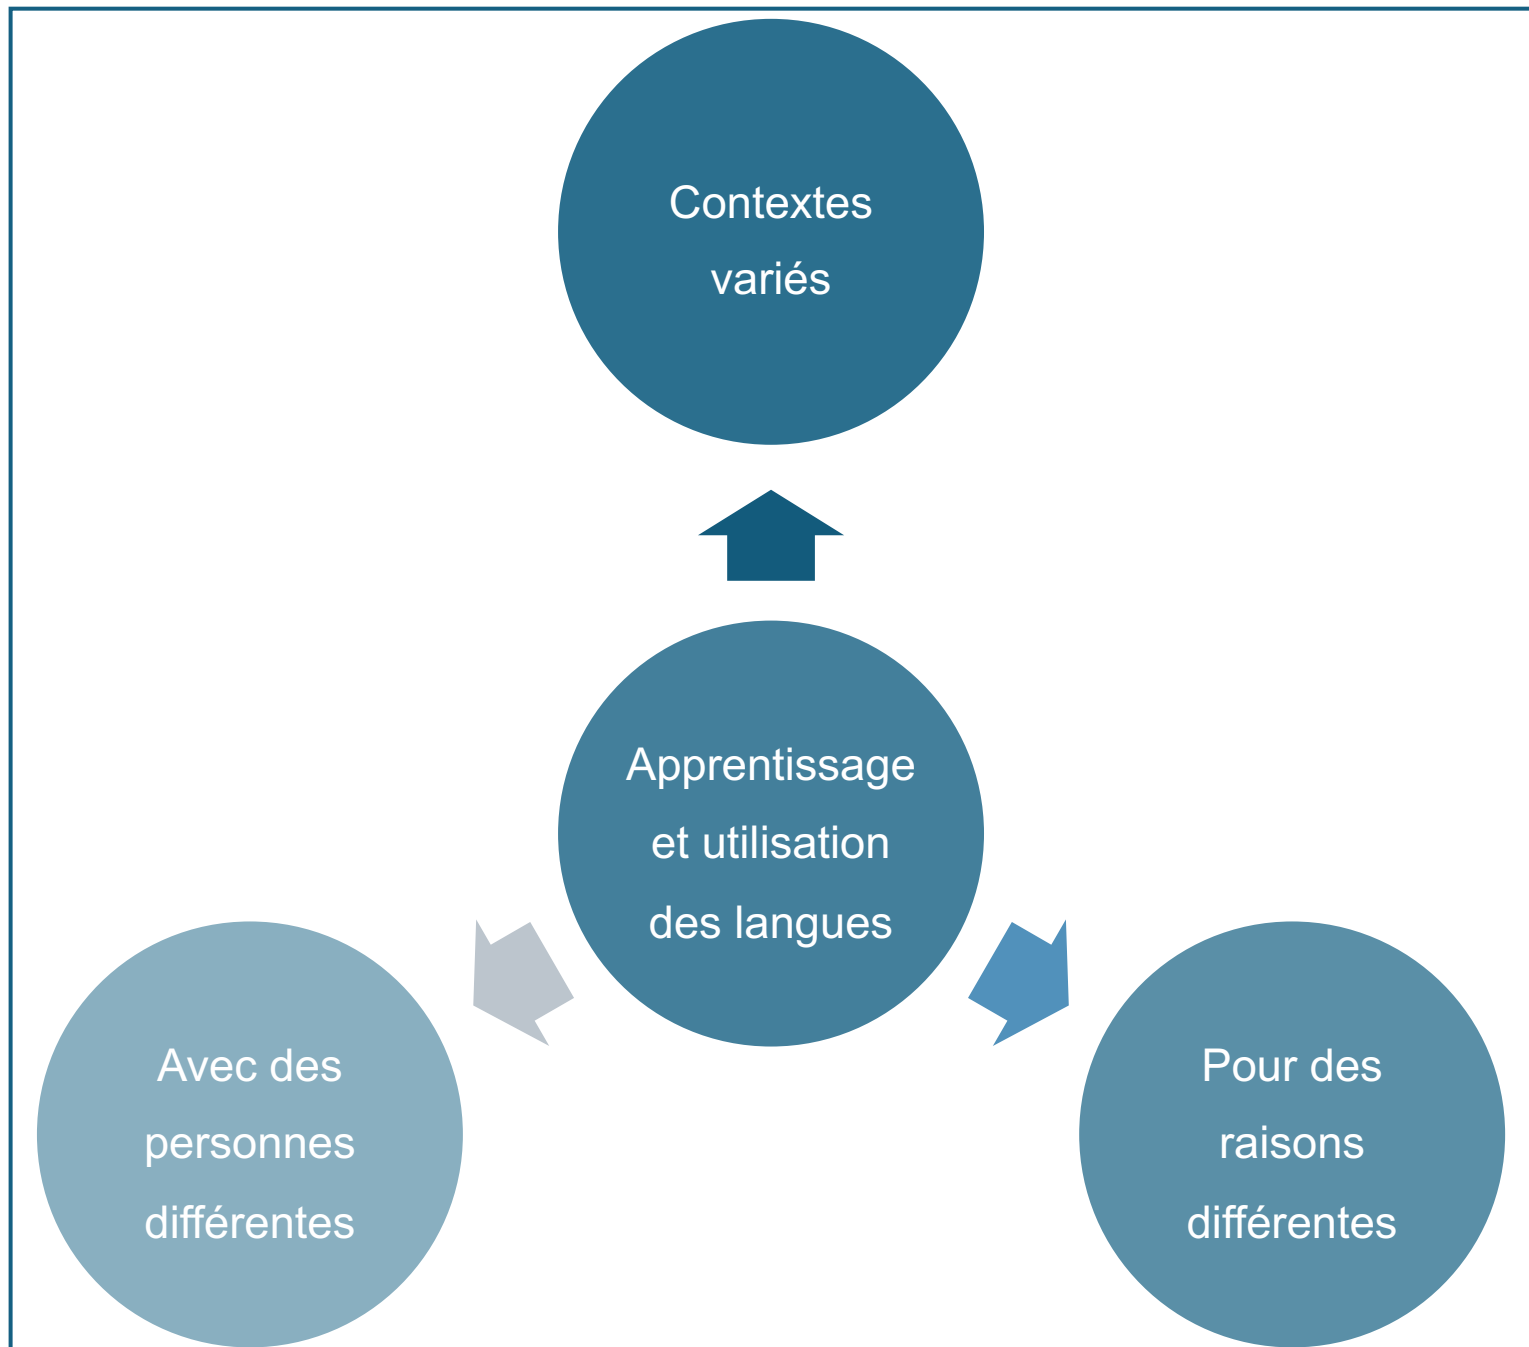 Contextes
variés
Apprentissage
et utilisation
des langues
Avec des
personnes
différentes
Pour des
raisons
différentes